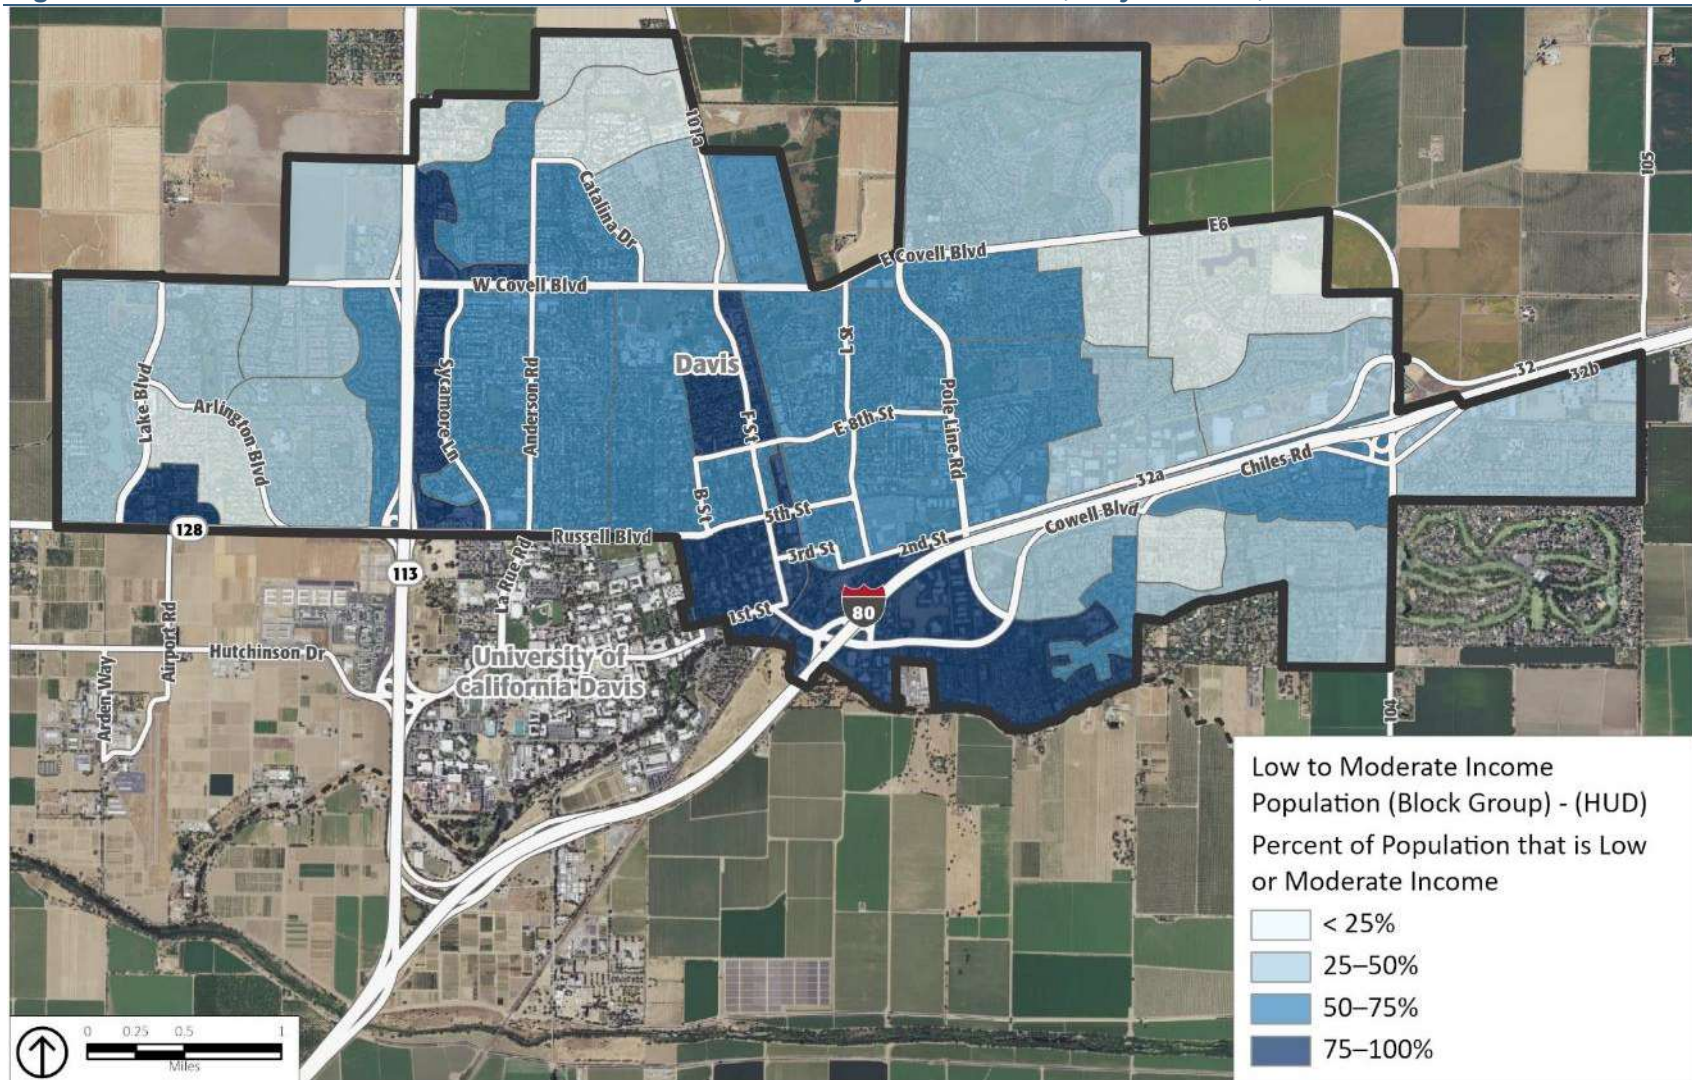 101a
105
Catalina Dr
E6
E Covell Blvd
W Covell Blvd
L St
Davis
32
32b
Lake Blvd
Arlington Blvd
Sycamore Ln
Anderson Rd
F St
E 8th St
Pole Line Rd
Chiles Rd
32a
B St
5th St
Cowell Blvd
128
Russell Blvd
3rd St
2nd St
113
La Rue Rd
80
1st St
Airport Rd
Hutchinson Dr
University of
California Davis
Arden Way
104
Low to Moderate Income
Population (Block Group) - (HUD)
Percent of Population that is Low
or Moderate Income
< 25%
25–50%
50–75%
75–100%
0 0.25 0.5 1
Miles